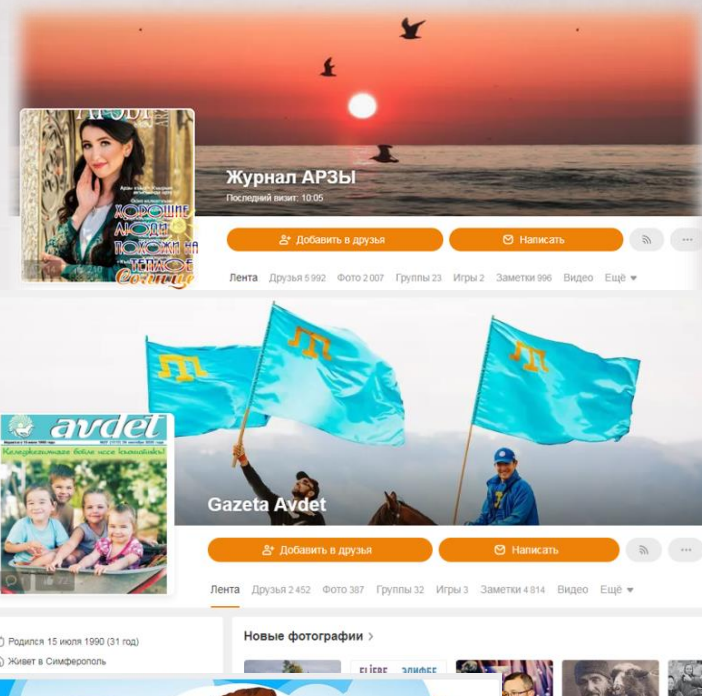 АРЗЫ
ХОРОШИЕ
ЛЮДИ
ПОХОЖИ НА
ТЁПЛОЕ
Солнце
Журнал АРЗЫ
Последний визит: 10:05
Добавить в друзья
Написать
Лента Друзья 5 992 Фото 2 007 Группы 23 Игры 2 Заметки 996 Видео Ещё
avdet
Gazeta Avdet
Добавить в друзья
Написать
Лента Друзья 2 452 Фото 387 Группы 32 Игры 3 Заметки 4 814 Видео Ещё
Родился 15 июля 1990 (31 год)
Живет в Симферополь
Новые фотографии